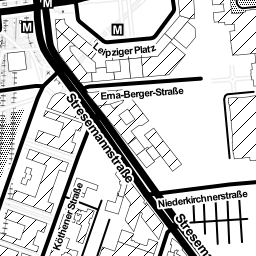 M
M
M
Leipziger Platz
Erna-Berger-Straße
Stresemannstraße
Niederkirchnerstraße
Köthener Straße
Stresem